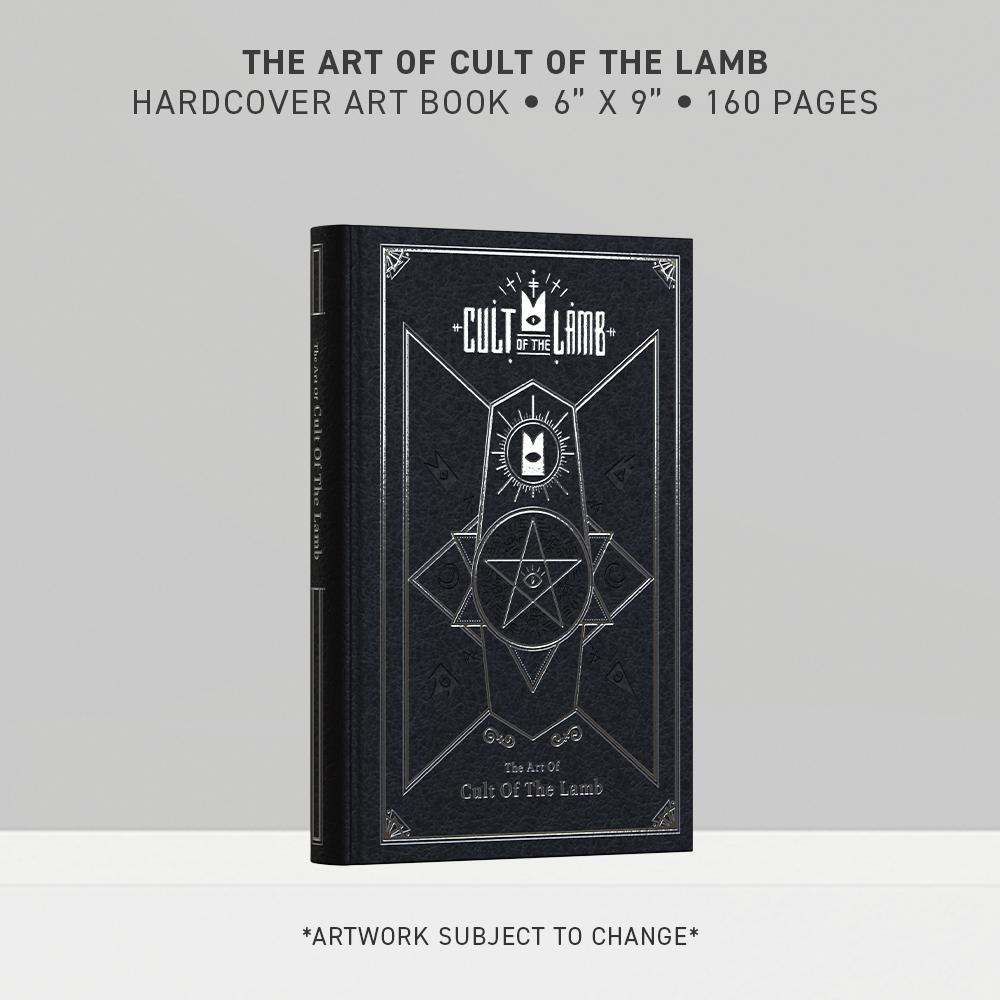 THE ART OF CULT OF THE LAMB
HARDCOVER ART BOOK • 6” X 9” • 160 PAGES
CULT OF THE LAMB
The Art Of
Cult Of The Lamb
The Art of Cult Of The Lamb
*ARTWORK SUBJECT TO CHANGE*